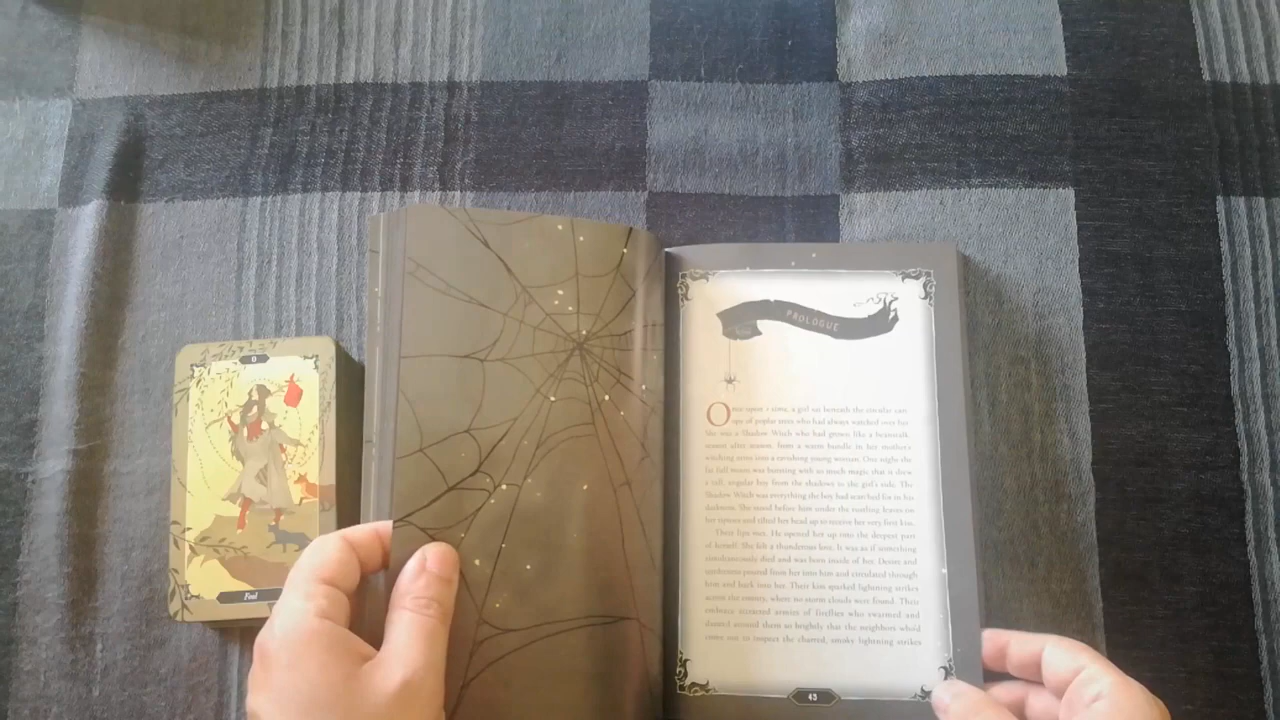 0
Fool
PROLOGUE
Once upon a time, a girl sat beneath the circular can-
opy of poplar trees who had always watched over her.
She was a Shadow Witch who had grown like a beanstalk,
season after season, from a warm bundle in her mother's
witching arms into a ravishing young woman. One night the
fat full moon was burning with so much magic that it drew
a tall, angular boy from the shadows to the girl's side. The
Shadow Witch was everything the boy had searched for in his
darkness. She stood before him under the rustling leaves on
her tiptoes and tilted her head up to receive her very first kiss.
Their lips met. He opened her up into the deepest part
of herself. She felt a thunderous love. It was as if something
simultaneously died and was born inside of her. Desire and
tenderness poured from her into him and circulated through
him and back into her. Their kiss sparked lightning strikes
across the county, where no storm clouds were found. Their
embrace scattered armies of fireflies who swarmed and
danced around them so brightly that the neighbors who'd
come out to inspect the charred, smoky lightning strikes
43